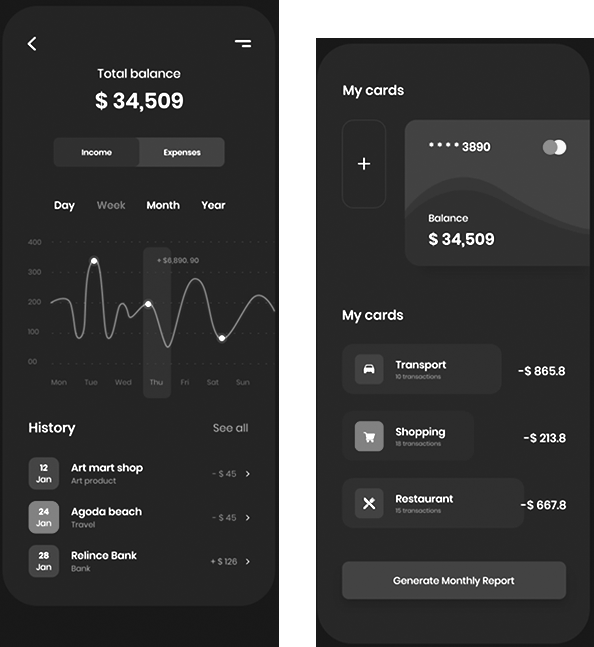 Total balance
$ 34,509
Income Expenses
Day Week Month Year
400
+ $6,890. 90
300
200
100
00
Mon Tue Wed Thu Fri Sat Sun
History See all
12 Jan
Art mart shop
Art product
- $ 45
24 Jan
Agoda beach
Travel
- $ 45
28 Jan
Relince Bank
Bank
+ $ 126
My cards
**** 3890
+
Balance
$ 34,509
My cards
Transport
10 transactions
-$ 865.8
Shopping
18 transactions
-$ 213.8
Restaurant
15 transactions
-$ 667.8
Generate Monthly Report